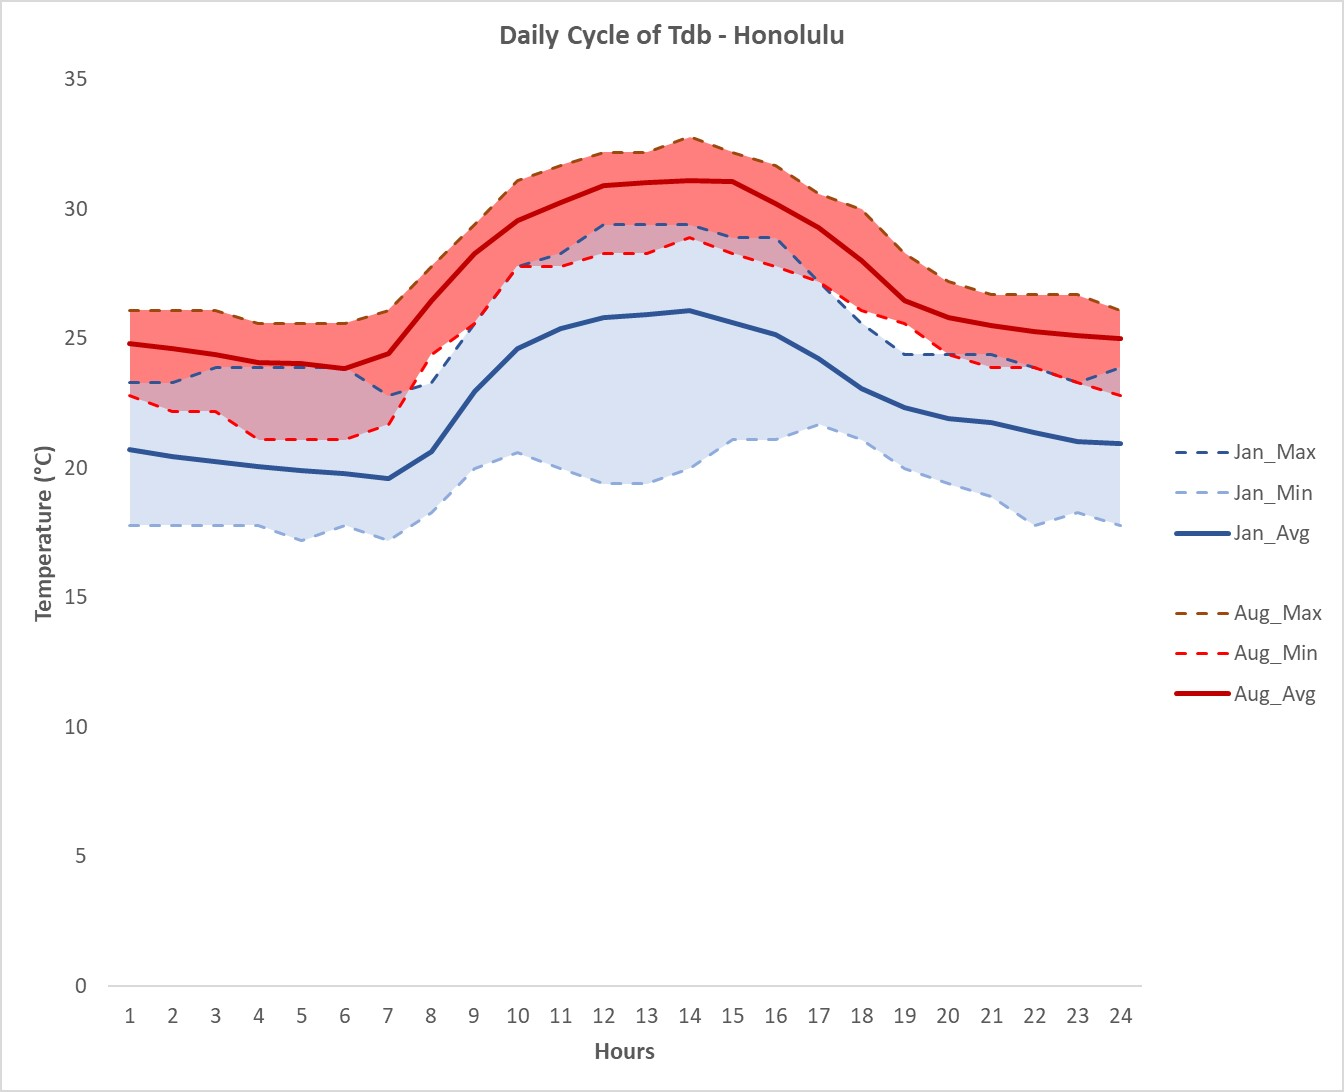 Daily Cycle of Tdb - Honolulu
35
30
25
20
15
10
5
0
Temperature (°C)
1 2 3 4 5 6 7 8 9 10 11 12 13 14 15 16 17 18 19 20 21 22 23 24
Hours
Jan_Max
Jan_Min
Jan_Avg
Aug_Max
Aug_Min
Aug_Avg